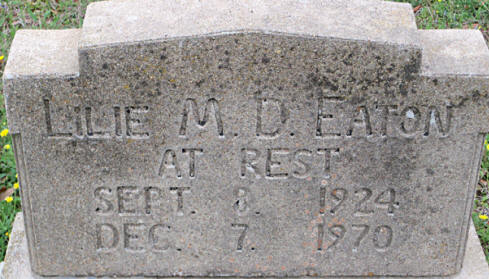 LILIE M. D. EATON
AT REST
SEPT. 8. 1924
DEC. 7. 1970